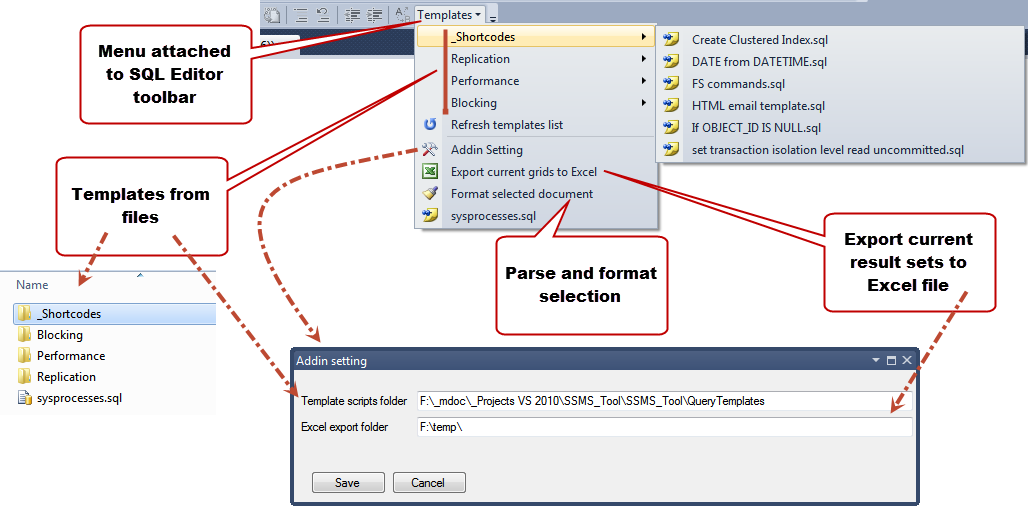 Templates
Menu attached
to SQL Editor
toolbar
_Shortcodes
Replication
Performance
Blocking
Refresh templates list
Addin Setting
Export current grids to Excel
Format selected document
sysprocesses.sql
Create Clustered Index.sql
DATE from DATETIME.sql
FS commands.sql
HTML email template.sql
If OBJECT_ID IS NULL.sql
set transaction isolation level read uncommitted.sql
Templates from
files
Parse and format
selection
Export current
result sets to
Excel file
Name
_Shortcodes
Blocking
Performance
Replication
sysprocesses.sql
Addin setting
Template scripts folder F:\_mdoc\_Projects VS 2010\SSMS_Tool\SSMS_Tool\QueryTemplates
Excel export folder F:\temp\
Save Cancel